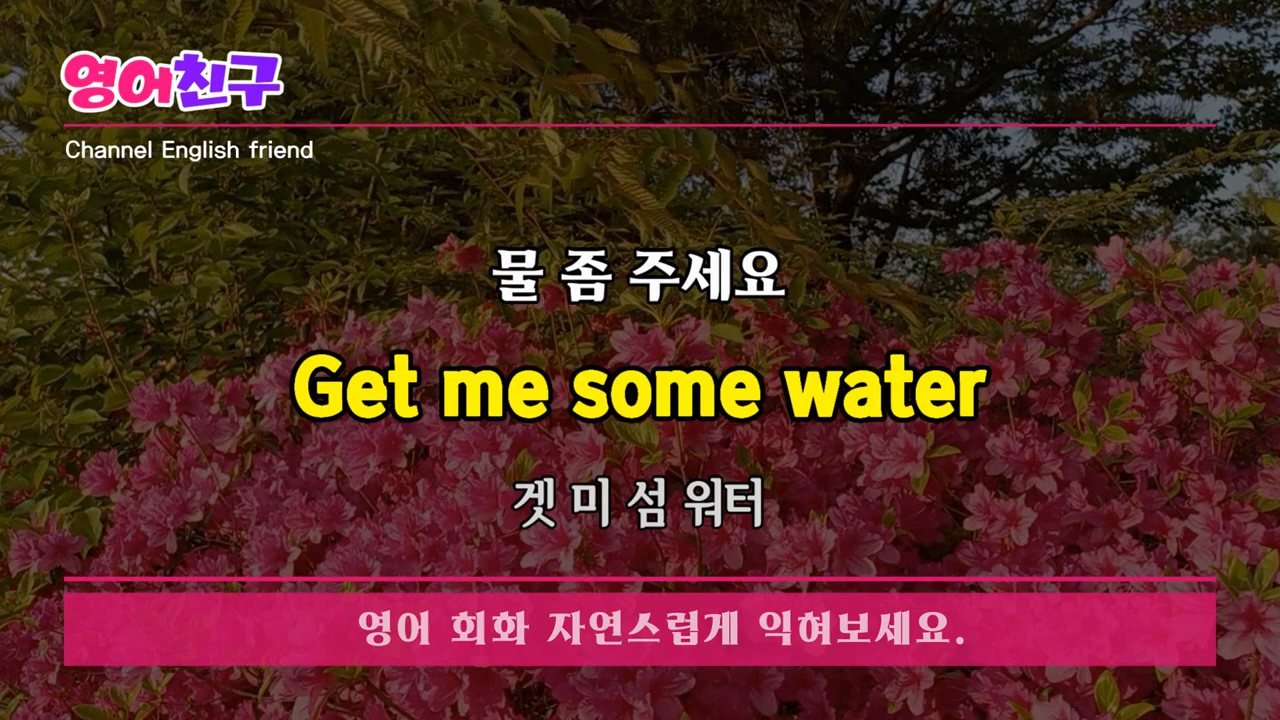 영어친구
Channel English friend
물 좀 주세요
Get me some water
겟 미 섬 워터
영어 회화 자연스럽게 익혀보세요.